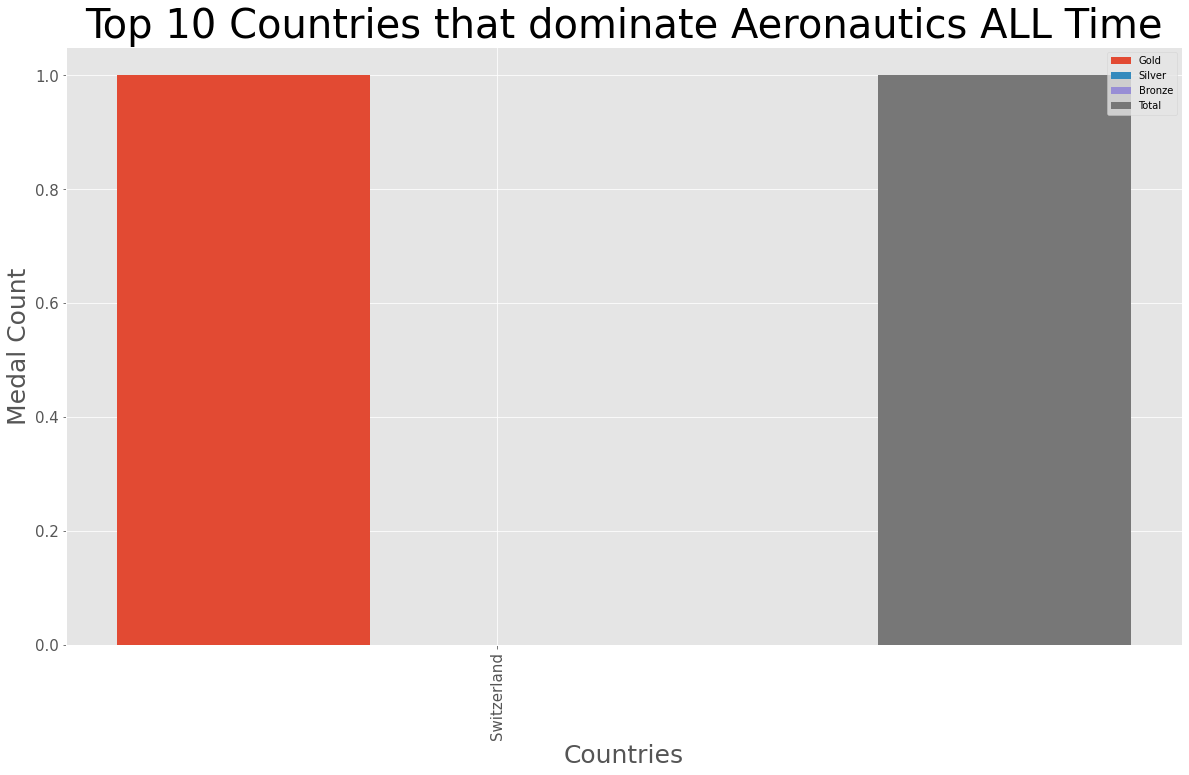 Top 10 Countries that dominate Aeronautics ALL Time
Gold
Silver
Bronze
Total
Medal Count
1.0
0.8
0.6
0.4
0.2
0.0
Switzerland
Countries